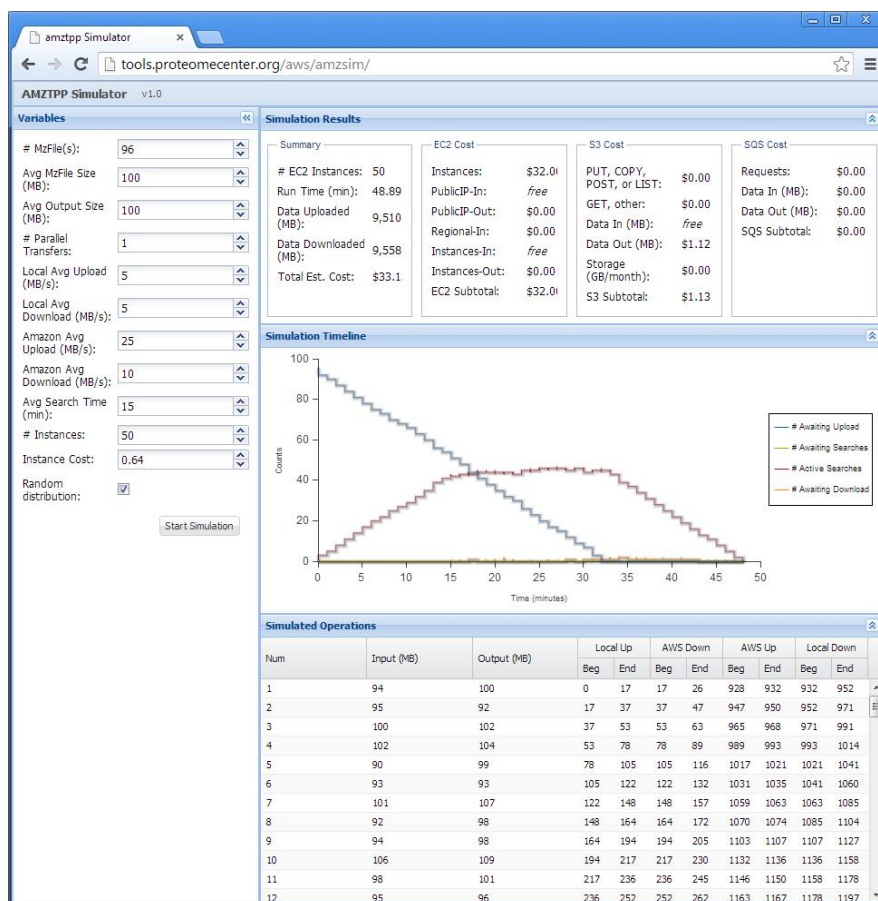 amztpp Simulator
tools.proteomecenter.org/aws/amzsim/
AMZTPP Simulator v1.0
Variables
# MzFile(s): 96
Avg MzFile Size (MB): 100
Avg Output Size (MB): 100
# Parallel Transfers: 1
Local Avg Upload (MB/s): 5
Local Avg Download (MB/s): 5
Amazon Avg Upload (MB/s): 25
Amazon Avg Download (MB/s): 10
Avg Search Time (min): 15
# Instances: 50
Instance Cost: 0.64
Random distribution:
Start Simulation
Simulation Results
Summary
# EC2 Instances: 50
Run Time (min): 48.89
Data Uploaded (MB): 9,510
Data Downloaded (MB): 9,558
Total Est. Cost: $33.1
EC2 Cost
Instances:
PublicIP-In: free
PublicIP-Out: $0.00
Regional-In: $0.00
Instances-In: free
Instances-Out: $0.00
EC2 Subtotal:
S3 Cost
PUT, COPY, POST, or LIST: $0.00
GET, other: $0.00
Data In (MB): free
Data Out (MB): $1.12
Storage (GB/month): $0.00
S3 Subtotal: $1.13
SQS Cost
Requests: $0.00
Data In (MB): $0.00
Data Out (MB): $0.00
SQS Subtotal: $0.00
Simulation Timeline
Counts
100
80
60
40
20
0
0 5 10 15 20 25 30 35 40 45 50
Time (minutes)
# Awaiting Upload
# Awaiting Searches
# Active Searches
# Awaiting Download
Simulated Operations
Num Input (MB) Output (MB) Local Up AWS Down AWS Up Local Down
Beg End Beg End Beg End Beg End
1 94 100 0 17 17 26 928 932 932 952
2 95 92 17 37 37 47 947 950 952 971
3 100 102 37 53 53 63 965 968 971 991
4 102 104 53 78 78 89 989 993 993 1014
5 90 99 78 105 105 116 1017 1021 1021 1041
6 93 93 105 122 122 132 1031 1035 1041 1060
7 101 107 122 148 148 157 1059 1063 1063 1085
8 92 98 148 164 164 172 1070 1074 1085 1104
9 94 98 164 194 194 205 1103 1107 1107 1127
10 106 109 194 217 217 230 1132 1136 1136 1158
11 98 101 217 236 236 245 1146 1150 1158 1178
12 95 96 236 252 252 262 1163 1167 1178 1197